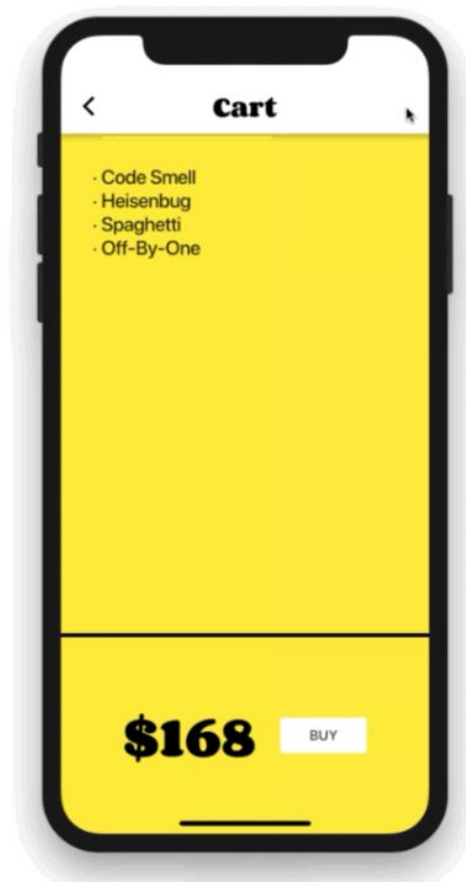 Cart
· Code Smell
· Heisenbug
· Spaghetti
· Off-By-One
$168
BUY